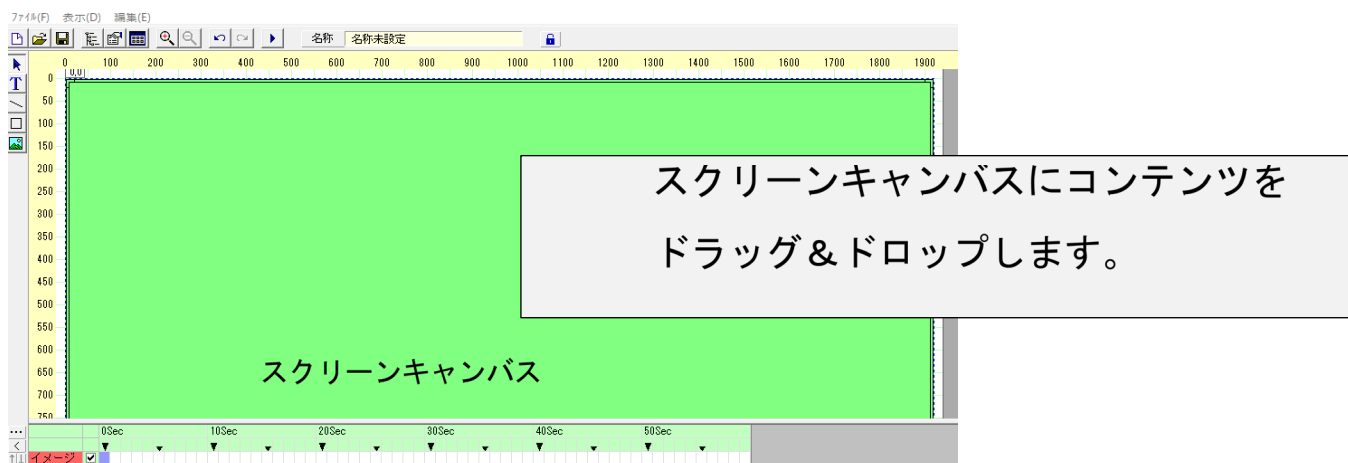 ファイル(F) 表示(D) 編集(E)
名称 名称未設定
0 100 200 300 400 500 600 700 800 900 1000 1100 1200 1300 1400 1500 1600 1700 1800 1900
0,0
T
0
50
100
150
200
250
300
350
400
450
500
550
600
650
700
750
スクリーンキャンバスにコンテンツを
ドラッグ&ドロップします。
スクリーンキャンバス
0Sec 10Sec 20Sec 30Sec 40Sec 50Sec
イメージ